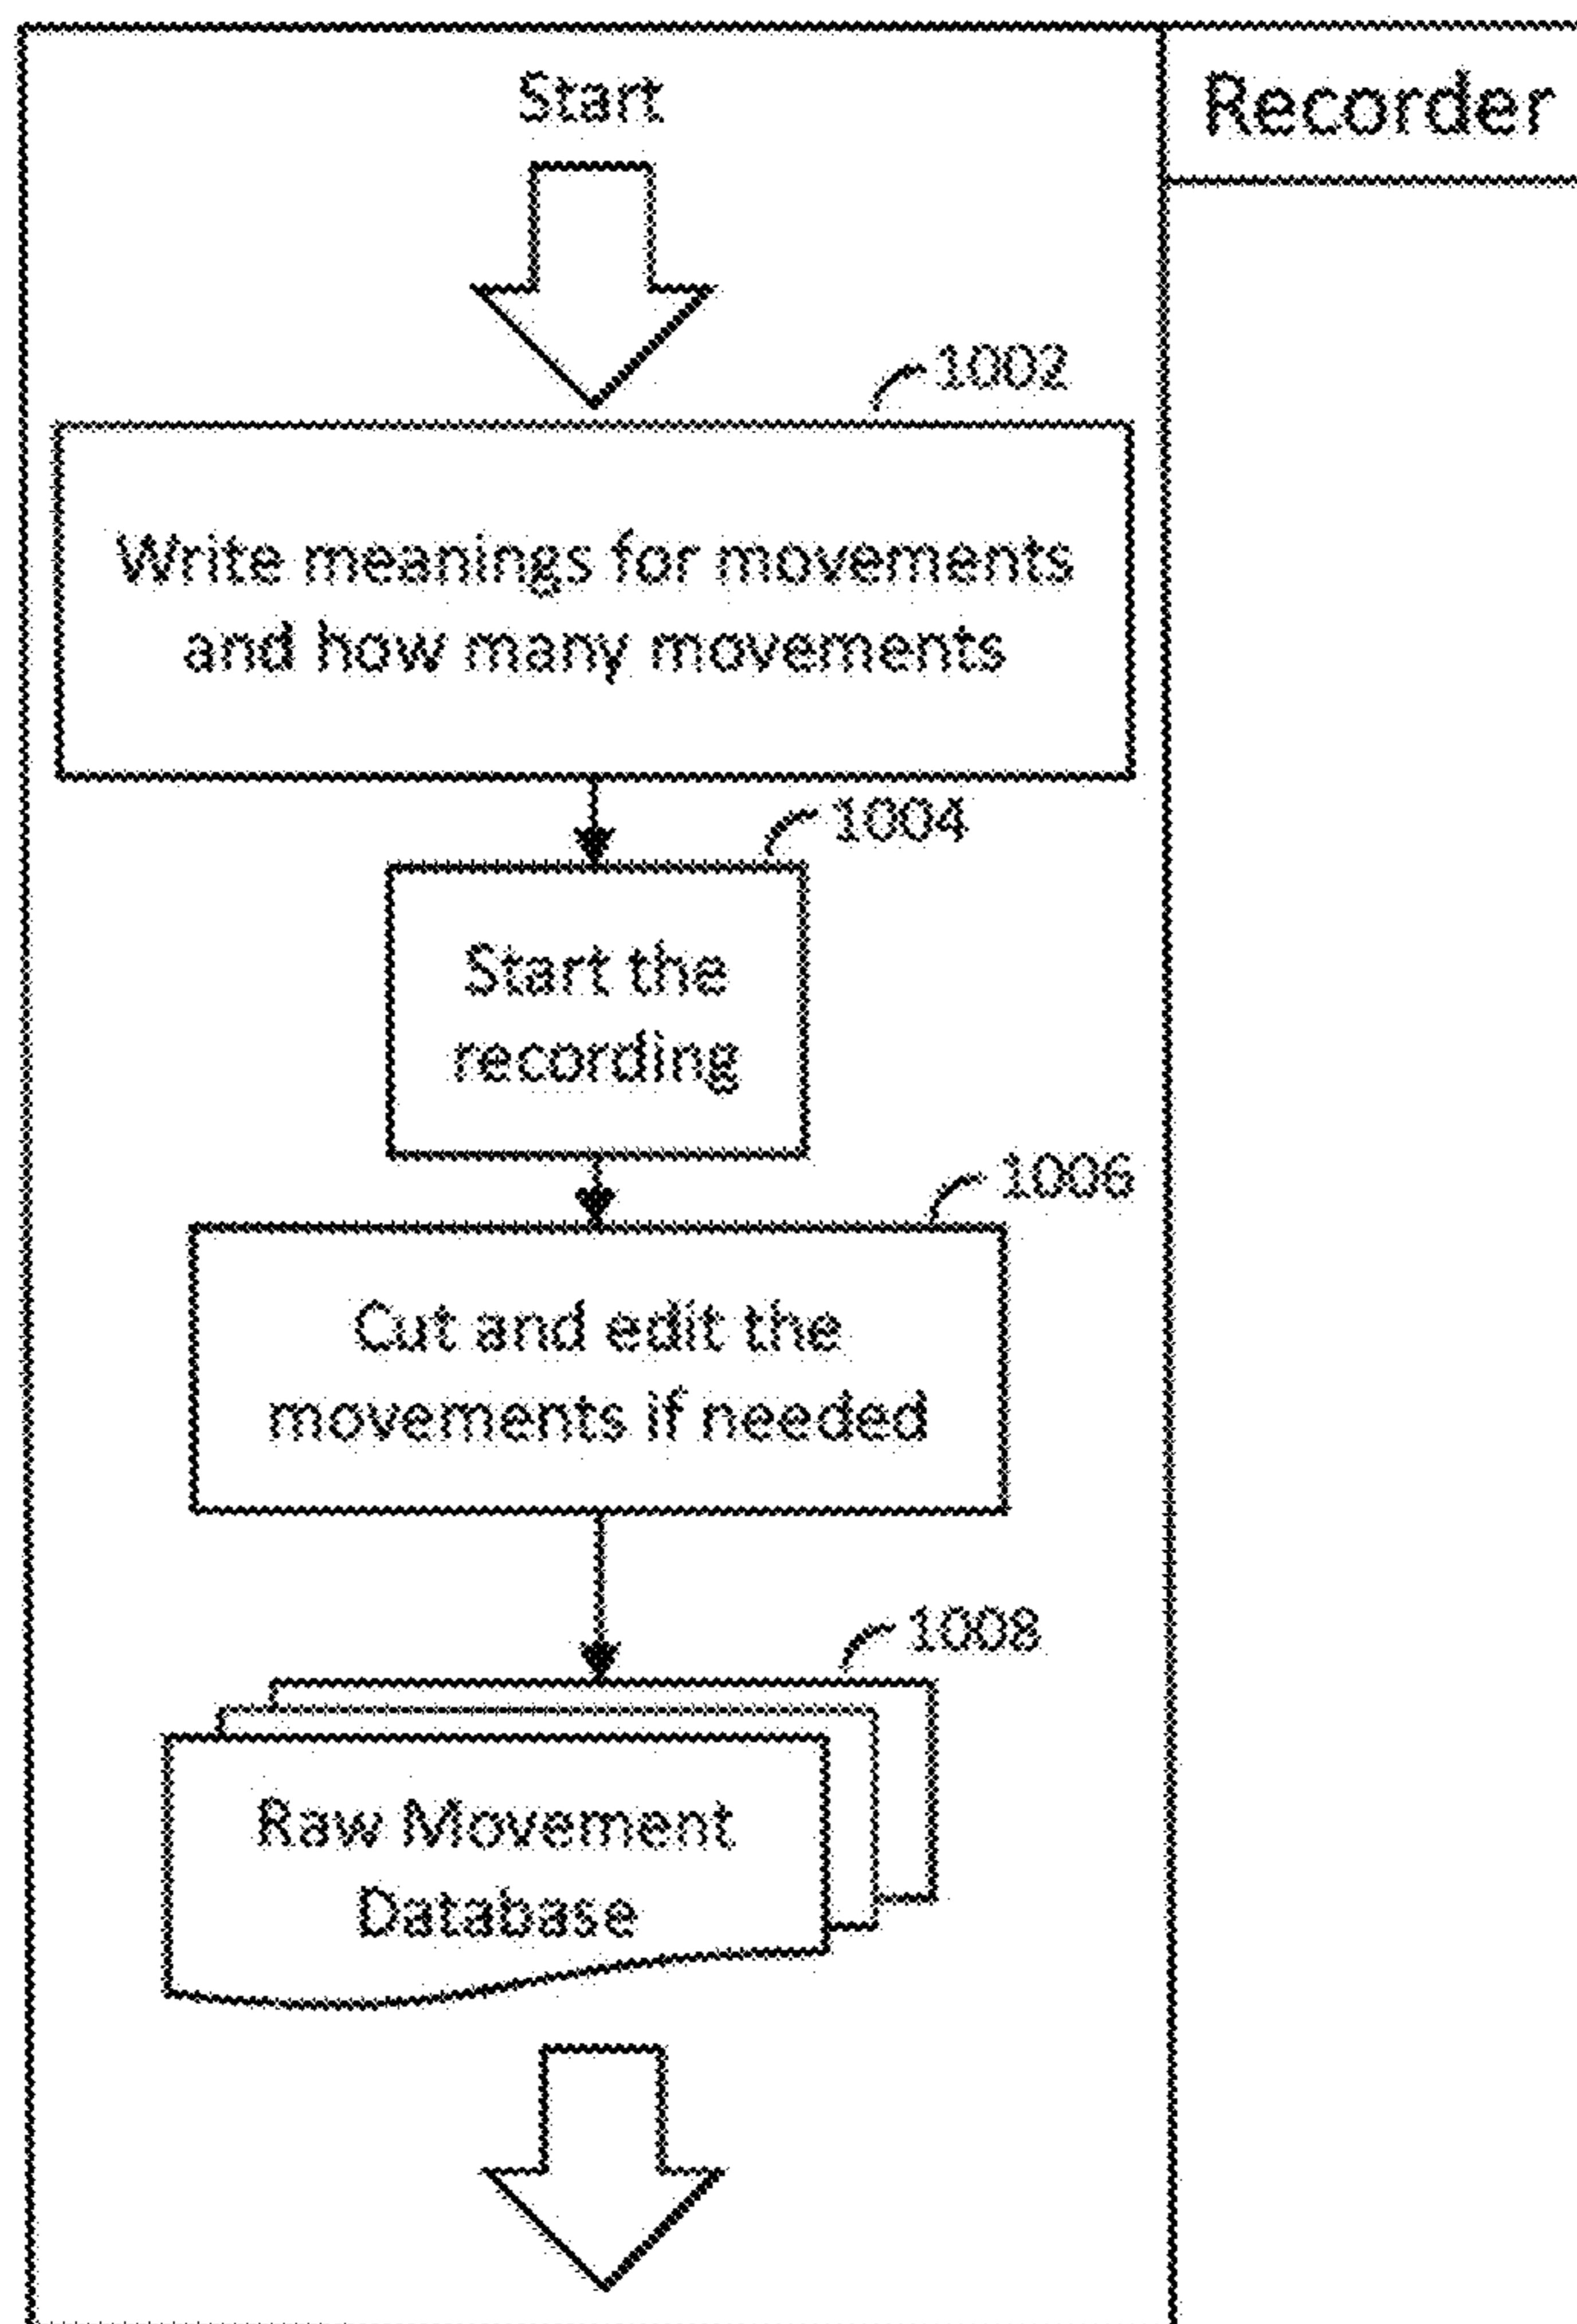 Start
Recorder
1002
Write meanings for movements
and how many movements
1004
Start the
recording
1006
Cut and edit the
movements if needed
1008
Raw Movement
Database